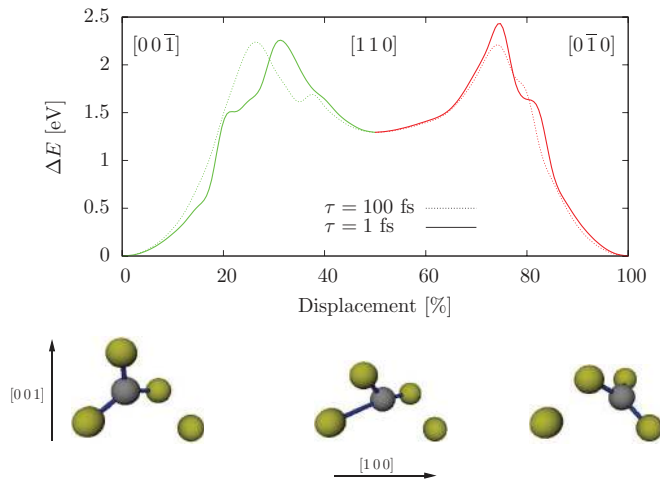 [0 0 1̅] [1 1 0] [0 1̅ 0]
2.5
2
1.5
1
0.5
0
ΔE [eV]
τ = 100 fs
τ = 1 fs
0 20 40 60 80 100
Displacement [%]
[0 0 1]
[1 0 0]